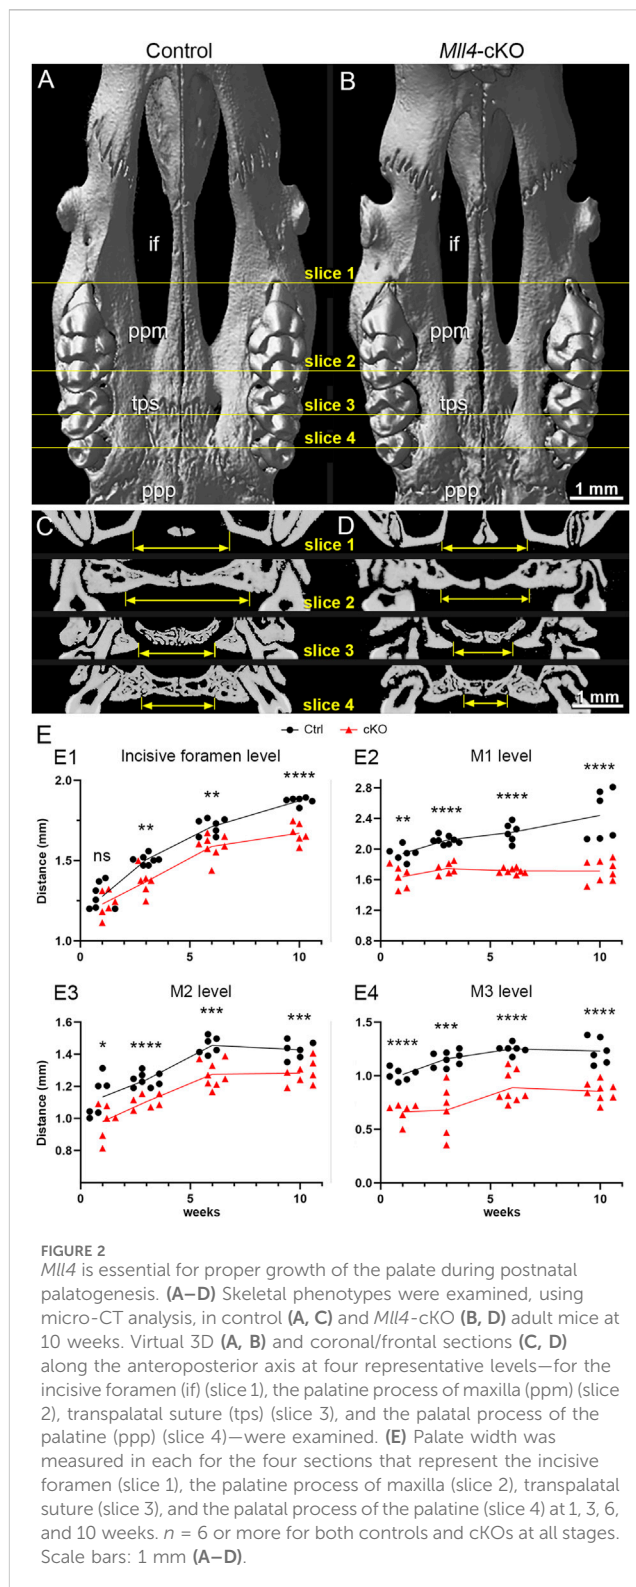 Control Mll4-cKO
A B
if if
slice 1
ppm ppm
slice 2
tps slice 3 tps
slice 4
ppp ppp
1 mm
C D
slice 1
slice 2
slice 3
slice 4 1 mm
E Ctrl cKO
E1 Incisive foramen level
Distance (mm)
2.0
1.5
1.0
ns ** ** ****
0 5 10
E2 M1 level
2.8
2.4
2.0
1.6
1.2
0.8
** **** **** ****
0 5 10
E3 M2 level
Distance (mm)
1.6
1.4
1.2
1.0
0.8
* **** *** ***
0 5 10
weeks
E4 M3 level
1.5
1.0
0.5
0.0
**** *** **** ****
0 5 10
weeks
FIGURE 2
Mll4 is essential for proper growth of the palate during postnatal
palatogenesis. (A–D) Skeletal phenotypes were examined, using
micro-CT analysis, in control (A, C) and Mll4-cKO (B, D) adult mice at
10 weeks. Virtual 3D (A, B) and coronal/frontal sections (C, D)
along the anteroposterior axis at four representative levels—for the
incisive foramen (if) (slice 1), the palatine process of maxilla (ppm) (slice
2), transpalatal suture (tps) (slice 3), and the palatal process of the
palatine (ppp) (slice 4)—were examined. (E) Palate width was
measured in each for the four sections that represent the incisive
foramen (slice 1), the palatine process of maxilla (slice 2), transpalatal
suture (slice 3), and the palatal process of the palatine (slice 4) at 1, 3, 6,
and 10 weeks. n = 6 or more for both controls and cKOs at all stages.
Scale bars: 1 mm (A–D).